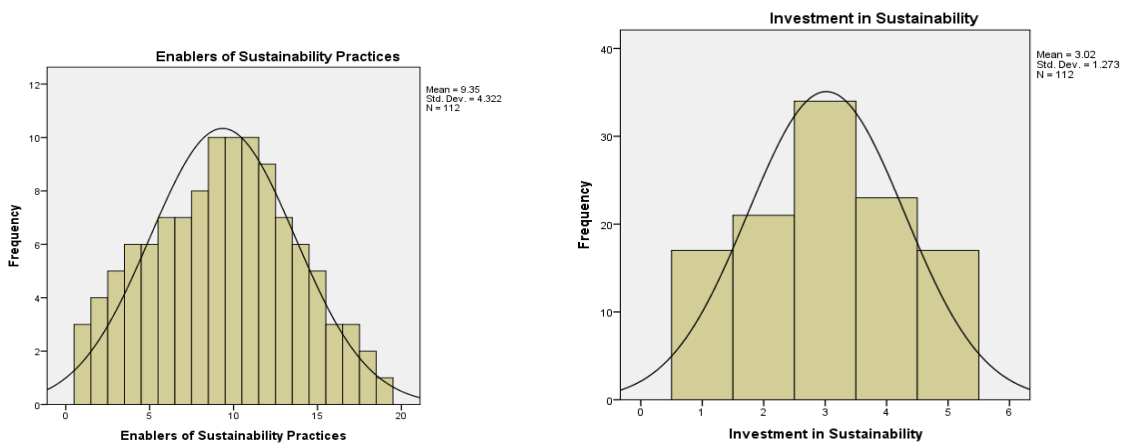 Enablers of Sustainability Practices
Mean = 9.35
Std. Dev. = 4.322
N = 112
12
10
8
6
4
2
0
Frequency
0 5 10 15 20
Enablers of Sustainability Practices
Investment in Sustainability
Mean = 3.02
Std. Dev. = 1.273
N = 112
40
30
20
10
0
Frequency
0 1 2 3 4 5 6
Investment in Sustainability